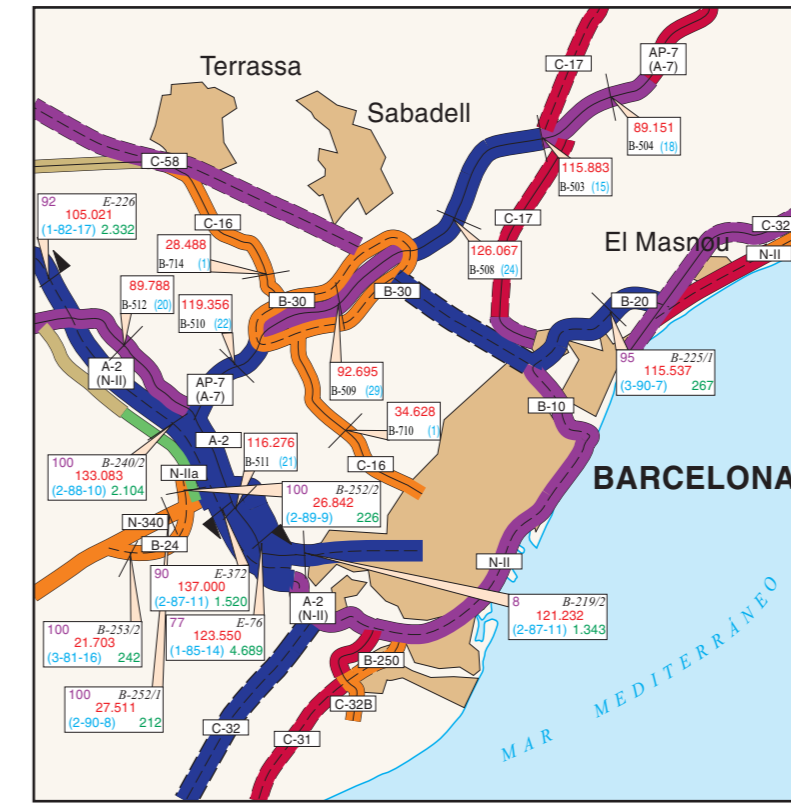 AP-7
(A-7)
C-17
Terrassa
Sabadell
89.151
B-504 (18)
115.883
B-503 (15)
C-58
92 E-226
105.021
(1-82-17) 2.332
C-16
C-17
C-32
28.488
B-714 (1)
El Masnou
N-II
126.067
B-508 (24)
89.788
B-512 (20)
119.356
B-510 (22)
B-30
B-30
B-20
A-2
(N-II)
AP-7
(A-7)
92.695
B-509 (29)
95 B-225/1
115.537
(3-90-7) 267
34.628
B-710 (1)
B-10
A-2
116.276
B-511 (21)
100 B-240/2
133.083
(2-88-10) 2.104
N-IIa
C-16
BARCELONA
100 B-252/2
26.842
(2-89-9) 226
N-340
B-24
N-II
90 E-372
137.000
(2-87-11) 1.520
A-2
(N-II)
8 B-219/2
121.232
(2-87-11) 1.343
100 B-253/2
21.703
(3-81-16) 242
77 E-76
123.550
(1-85-14) 4.689
B-250
100 B-252/1
27.511
(2-90-8) 212
C-32B
C-32
C-31
MAR MEDITERRÁNEO